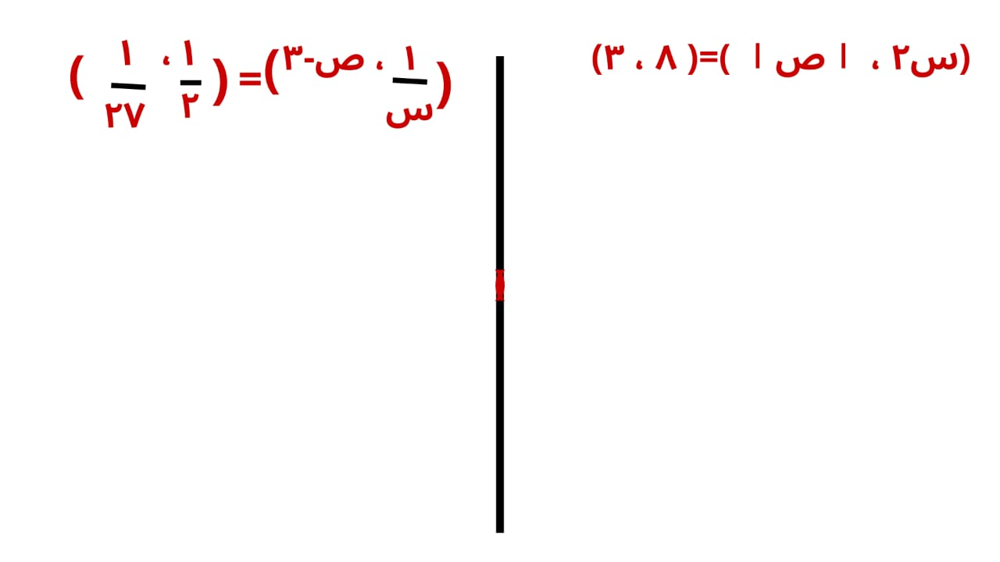 (س٢ ، ا ص ا )=( ٨ ، ٣)
(١/س ، ص-٣)=(١/٢ ، ١/٢٧)